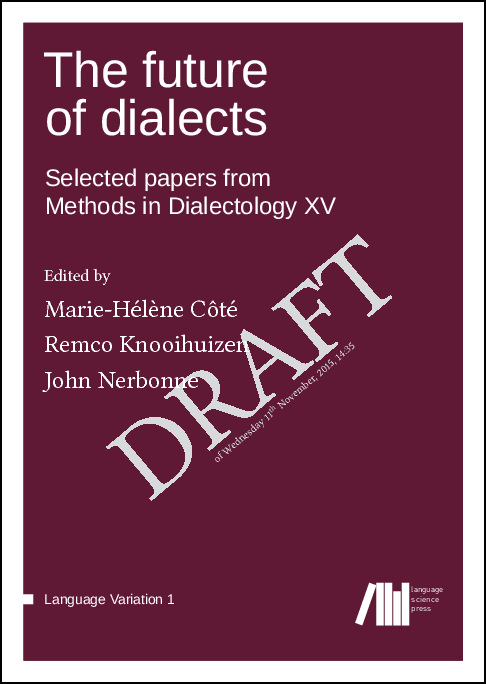 The future
of dialects
Selected papers from
Methods in Dialectology XV
Edited by
Marie-Hélène Côté
Remco Knooihuizen
John Nerbonne
DRAFT
of Wednesday 11th November, 2015, 14:35
Language Variation 1
language
science
press